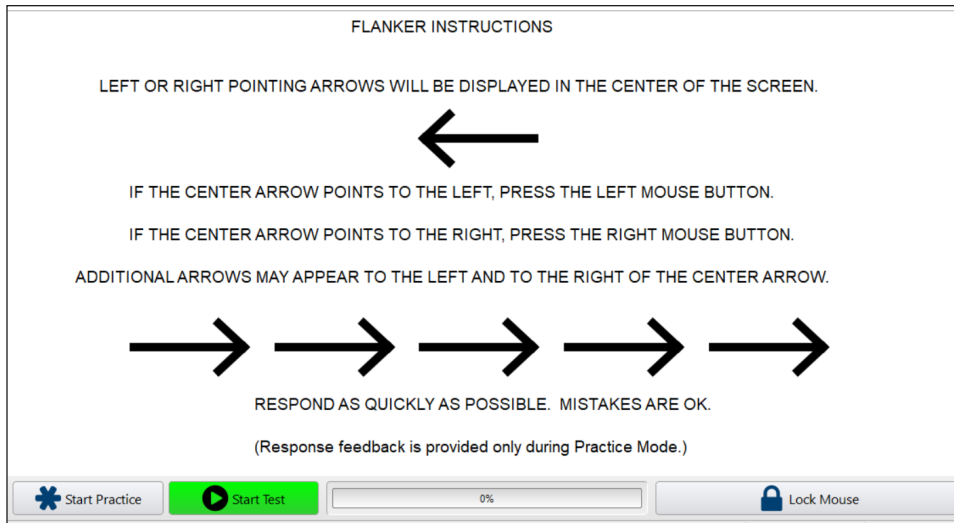 FLANKER INSTRUCTIONS
LEFT OR RIGHT POINTING ARROWS WILL BE DISPLAYED IN THE CENTER OF THE SCREEN.
IF THE CENTER ARROW POINTS TO THE LEFT, PRESS THE LEFT MOUSE BUTTON.
IF THE CENTER ARROW POINTS TO THE RIGHT, PRESS THE RIGHT MOUSE BUTTON.
ADDITIONAL ARROWS MAY APPEAR TO THE LEFT AND TO THE RIGHT OF THE CENTER ARROW.
RESPOND AS QUICKLY AS POSSIBLE.  MISTAKES ARE OK.
(Response feedback is provided only during Practice Mode.)
Start Practice Start Test 0% Lock Mouse